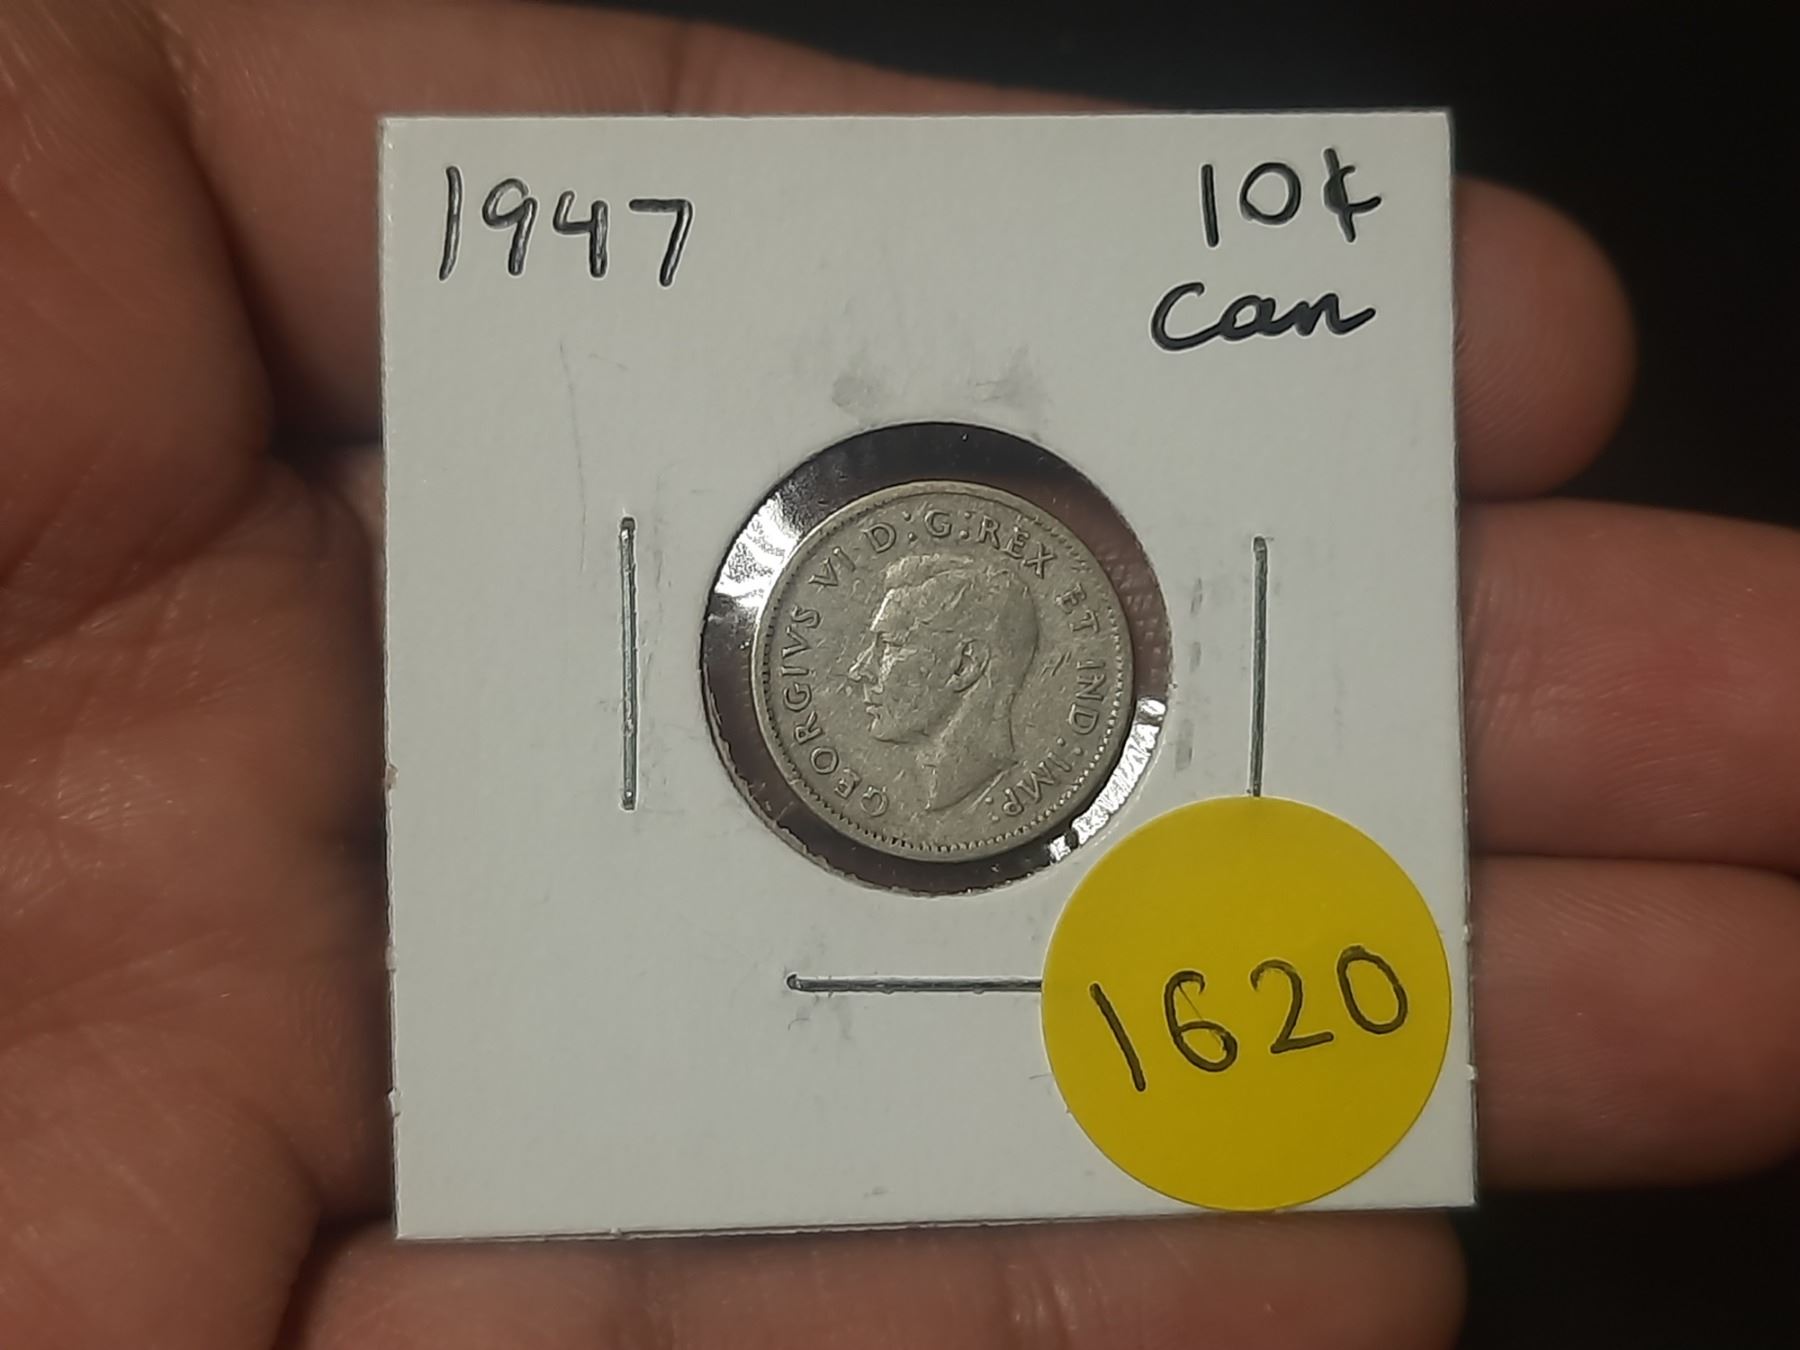 1947
10¢
Can
GEORGIVS VI D:G:REX ET IND:IMP:
1620